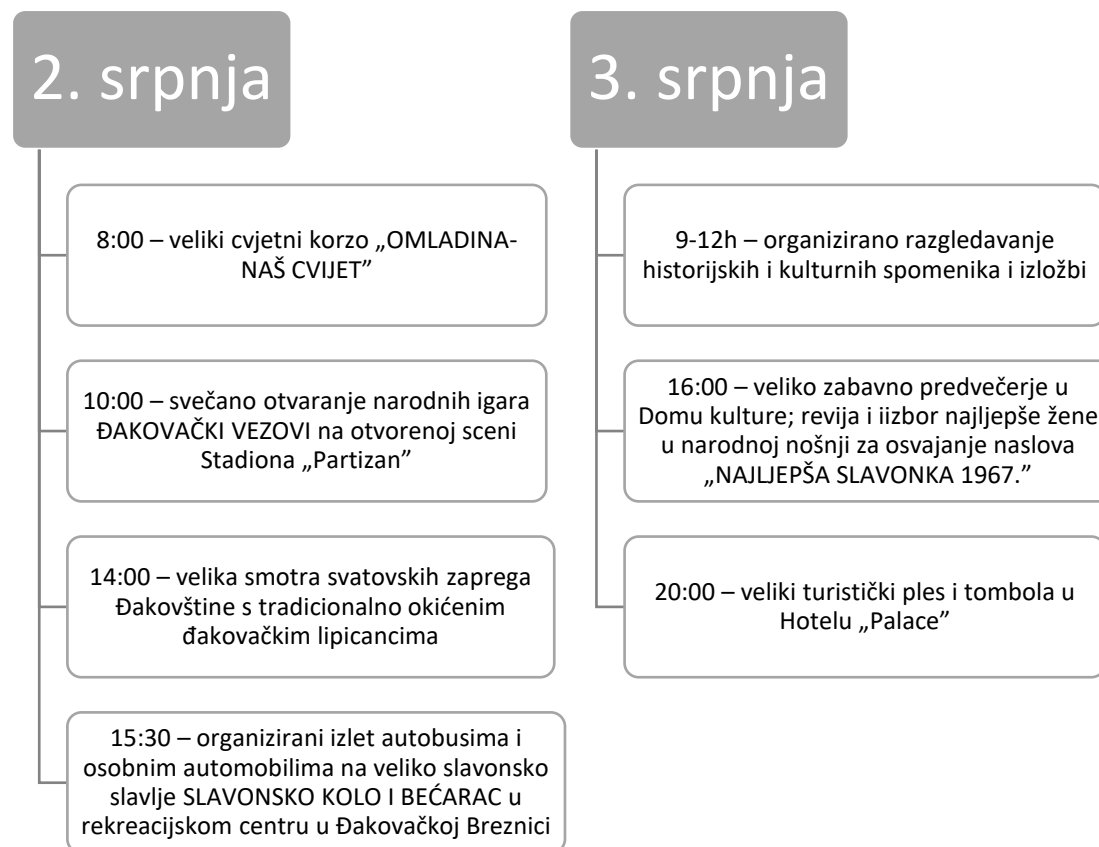 2. srpnja
8:00 – veliki cvjetni korzo „OMLADINA-
NAŠ CVIJET”
10:00 – svečano otvaranje narodnih igara
ĐAKOVAČKI VEZOVI na otvorenoj sceni
Stadiona „Partizan”
14:00 – velika smotra svatovskih zaprega
Đakovštine s tradicionalno okićenim
đakovačkim lipicancima
15:30 – organizirani izlet autobusima i
osobnim automobilima na veliko slavonsko
slavlje SLAVONSKO KOLO I BEĆARAC u
rekreacijskom centru u Đakovačkoj Breznici
3. srpnja
9-12h – organizirano razgledavanje
historijskih i kulturnih spomenika i izložbi
16:00 – veliko zabavno predvečerje u
Domu kulture; revija i iizbor najljepše žene
u narodnoj nošnji za osvajanje naslova
„NAJLJEPŠA SLAVONKA 1967.”
20:00 – veliki turistički ples i tombola u
Hotelu „Palace”